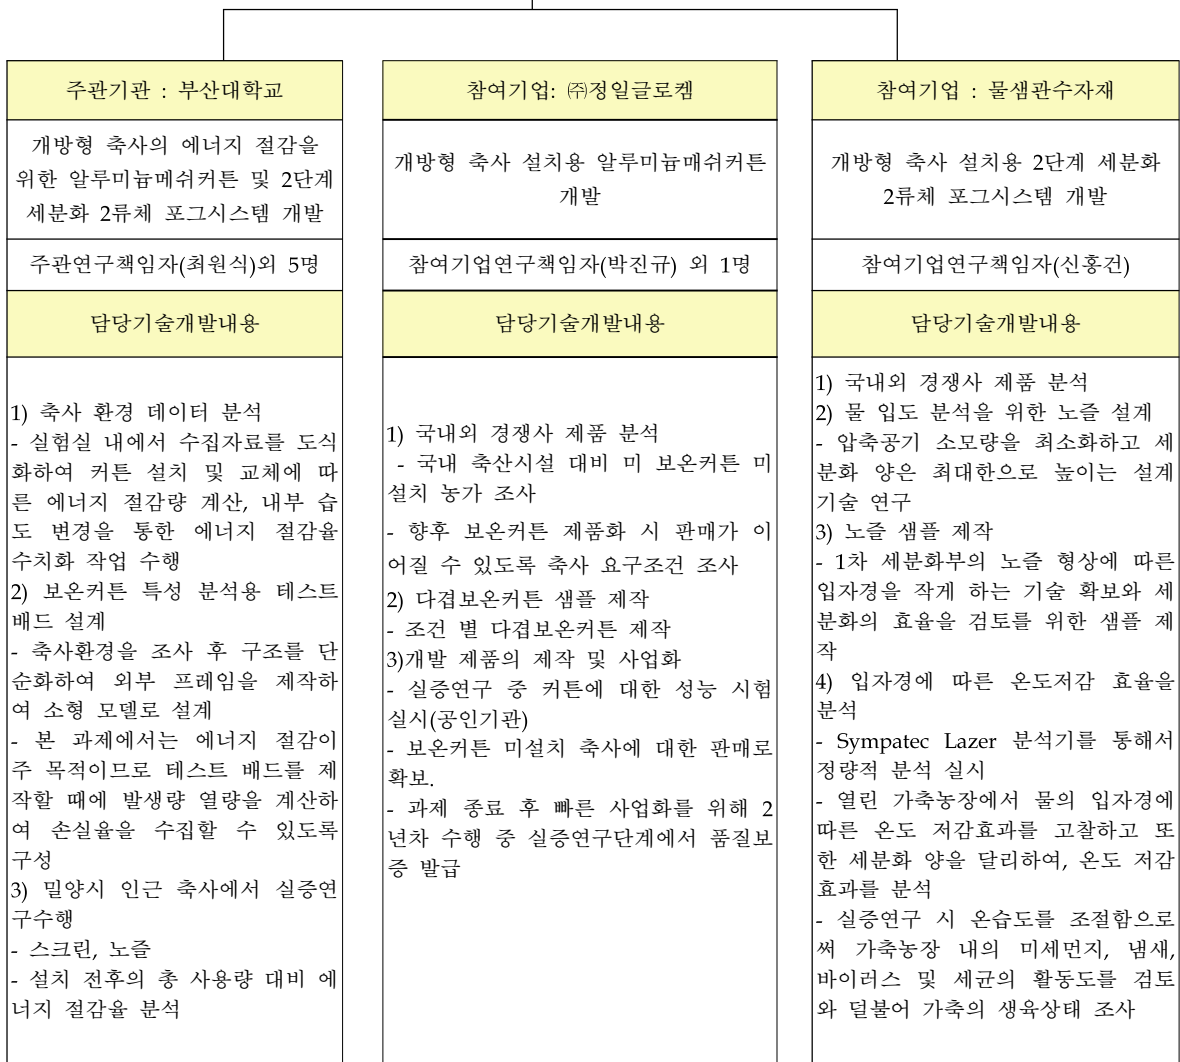 주관기관 : 부산대학교
개방형 축사의 에너지 절감을
위한 알루미늄메쉬커튼 및 2단계
세분화 2류체 포그시스템 개발
주관연구책임자(최원식)외 5명
담당기술개발내용
1) 축사 환경 데이터 분석
- 실험실 내에서 수집자료를 도식
화하여 커튼 설치 및 교체에 따
른 에너지 절감량 계산, 내부 습
도 변경을 통한 에너지 절감율
수치화 작업 수행
2) 보온커튼 특성 분석용 테스트
배드 설계
- 축사환경을 조사 후 구조를 단
순화하여 외부 프레임을 제작하
여 소형 모델로 설계
- 본 과제에서는 에너지 절감이
주 목적이므로 테스트 배드를 제
작할 때에 발생량 열량을 계산하
여 손실율을 수집할 수 있도록
구성
3) 밀양시 인근 축사에서 실증연
구수행
- 스크린, 노즐
- 설치 전후의 총 사용량 대비 에
너지 절감율 분석
참여기업: ㈜정일글로켐
개방형 축사 설치용 알루미늄매쉬커튼
개발
참여기업연구책임자(박진규) 외 1명
담당기술개발내용
1) 국내외 경쟁사 제품 분석
- 국내 축산시설 대비 미 보온커튼 미
설치 농가 조사
- 향후 보온커튼 제품화 시 판매가 이
어질 수 있도록 축사 요구조건 조사
2) 다겹보온커튼 샘플 제작
- 조건 별 다겹보온커튼 제작
3)개발 제품의 제작 및 사업화
- 실증연구 중 커튼에 대한 성능 시험
실시(공인기관)
- 보온커튼 미설치 축사에 대한 판매로
확보.
- 과제 종료 후 빠른 사업화를 위해 2
년차 수행 중 실증연구단계에서 품질보
증 발급
참여기업 : 물샘관수자재
개방형 축사 설치용 2단계 세분화
2류체 포그시스템 개발
참여기업연구책임자(신홍건)
담당기술개발내용
1) 국내외 경쟁사 제품 분석
2) 물 입도 분석을 위한 노즐 설계
- 압축공기 소모량을 최소화하고 세
분화 양은 최대한으로 높이는 설계
기술 연구
3) 노즐 샘플 제작
- 1차 세분화부의 노즐 형상에 따른
입자경을 작게 하는 기술 확보와 세
분화의 효율을 검토를 위한 샘플 제
작
4) 입자경에 따른 온도저감 효율을
분석
- Sympatec Lazer 분석기를 통해서
정량적 분석 실시
- 열린 가축농장에서 물의 입자경에
따른 온도 저감효과를 고찰하고 또
한 세분화 양을 달리하여, 온도 저감
효과를 분석
- 실증연구 시 온습도를 조절함으로
써 가축농장 내의 미세먼지, 냄새,
바이러스 및 세균의 활동도를 검토
와 덜불어 가축의 생육상태 조사